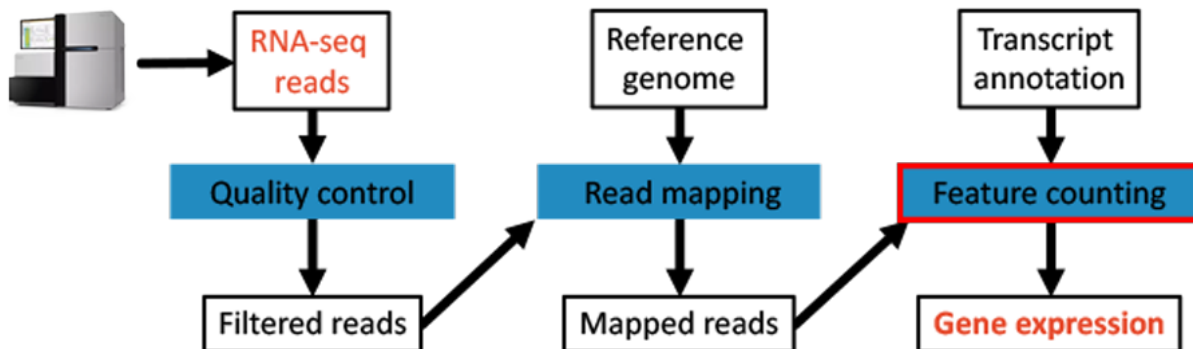 RNA-seq
reads
Reference
genome
Transcript
annotation
Quality control
Read mapping
Feature counting
Filtered reads
Mapped reads
Gene expression